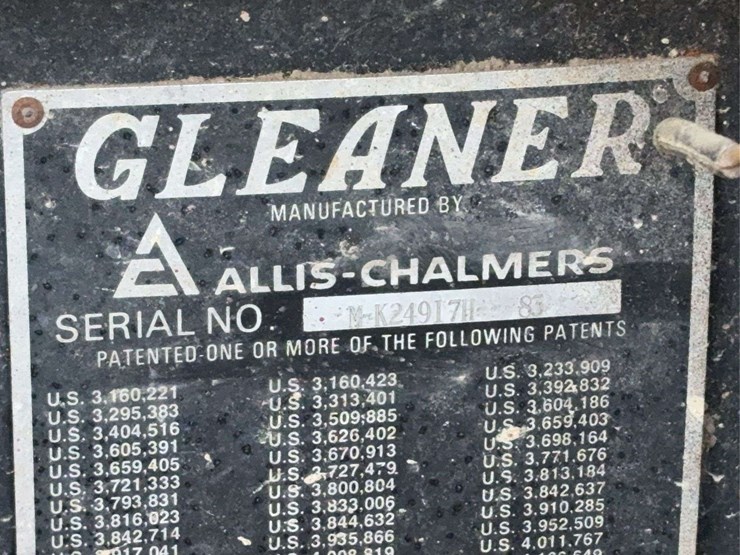 GLEANER
MANUFACTURED BY
ALLIS-CHALMERS
SERIAL NO. M-K24917H 83
PATENTED-ONE OR MORE OF THE FOLLOWING PATENTS
U.S. 3,160,221 U.S. 3,160,423 U.S. 3,233,909
U.S. 3,295,383 U.S. 3,313,401 U.S. 3,392,832
U.S. 3,404,516 U.S. 3,509,885 U.S. 3,604,186
U.S. 3,605,391 U.S. 3,626,402 U.S. 3,659,403
U.S. 3,659,405 U.S. 3,670,913 U.S. 3,698,164
U.S. 3,721,333 U.S. 3,727,479 U.S. 3,771,676
U.S. 3,793,831 U.S. 3,800,804 U.S. 3,813,184
U.S. 3,816,023 U.S. 3,833,006 U.S. 3,842,637
U.S. 3,842,714 U.S. 3,844,632 U.S. 3,910,285
U.S. 3,935,866 U.S. 3,952,509
U.S. 4,011,767